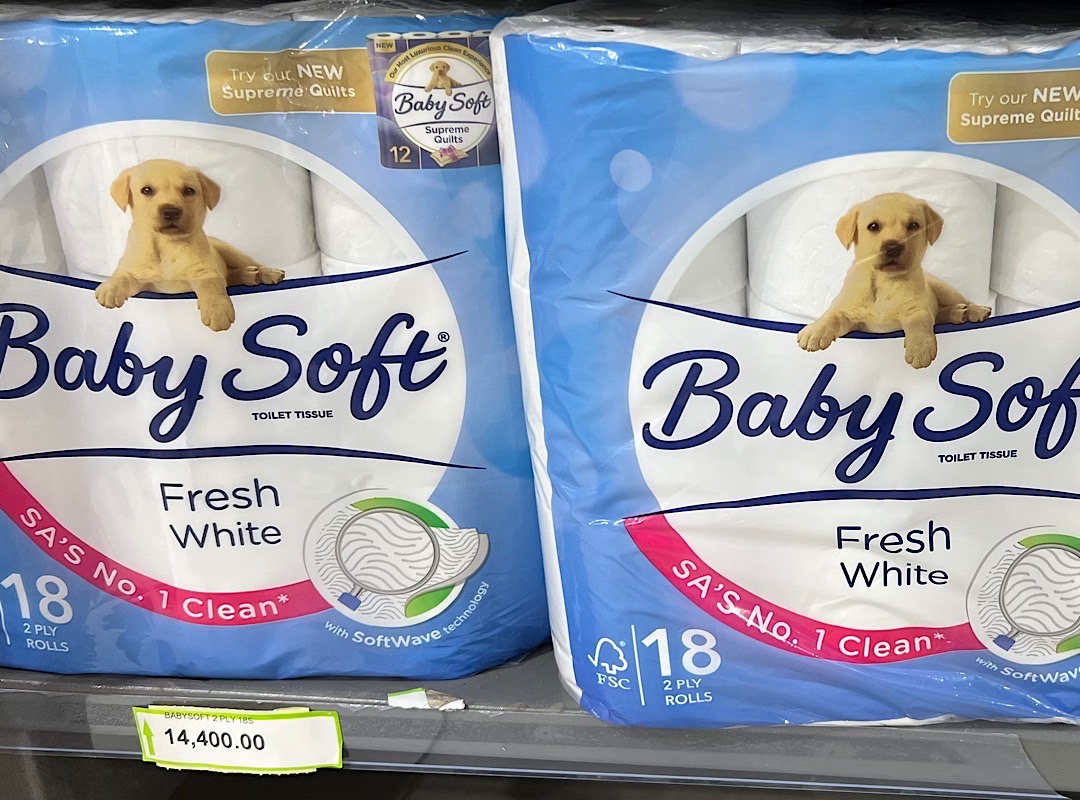 Try out NEW
Supreme Quilts
NEW
Our Most Luxurious Clean Experience
Baby Soft
Supreme
Quilts
12
Baby Soft®
TOILET TISSUE
Fresh
White
SA'S No. 1 Clean*
with SoftWave technology
18
2 PLY
ROLLS
Try our NEW
Supreme Quilt
Baby Sof
TOILET TISSUE
Fresh
White
SA'S No. 1 Clean*
with SoftWav
FSC
18
2 PLY
ROLLS
BABYSOFT 2 PLY 18S
14,400.00